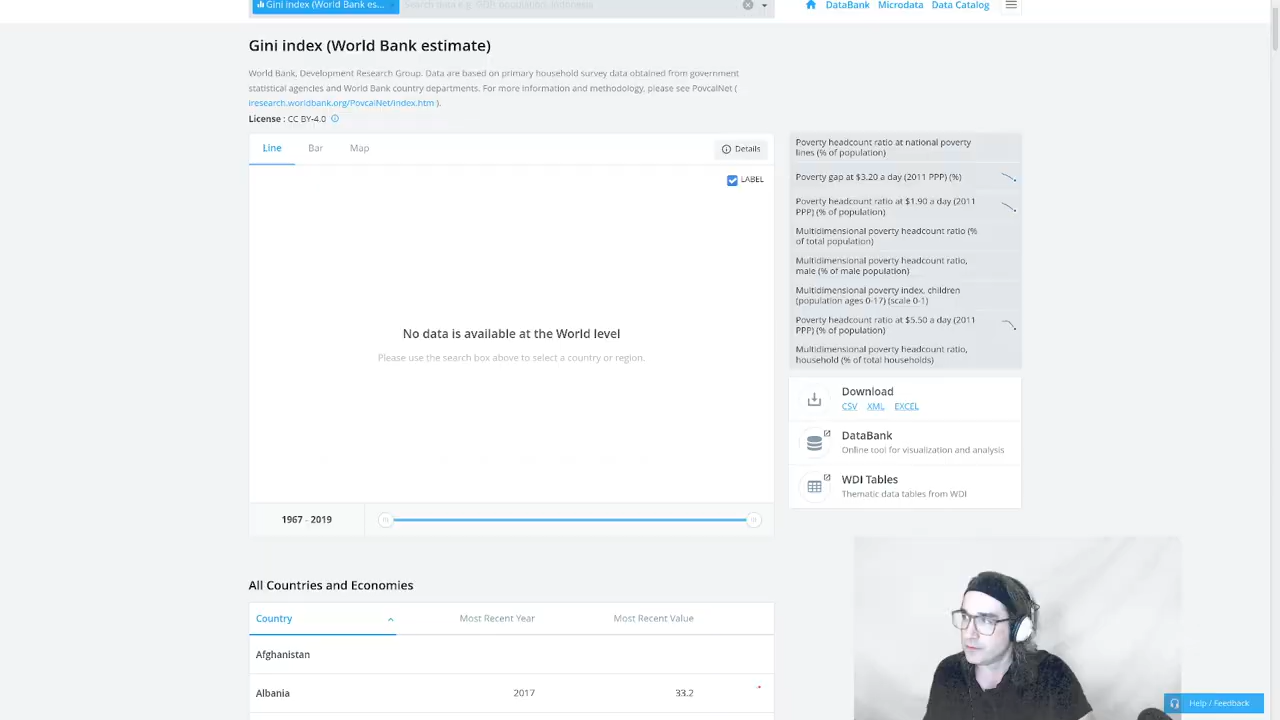 Gini index (World Bank es...
Search data e.g. GDP, population, Indonesia
DataBank Microdata Data Catalog
Gini index (World Bank estimate)
World Bank, Development Research Group. Data are based on primary household survey data obtained from government
statistical agencies and World Bank country departments. For more information and methodology, please see PovcalNet (
iresearch.worldbank.org/PovcalNet/index.htm ).
License : CC BY-4.0
Line Bar Map Details
LABEL
No data is available at the World level
Please use the search box above to select a country or region.
1967 - 2019
Poverty headcount ratio at national poverty
lines (% of population)
Poverty gap at $3.20 a day (2011 PPP) (%)
Poverty headcount ratio at $1.90 a day (2011
PPP) (% of population)
Multidimensional poverty headcount ratio (%
of total population)
Multidimensional poverty headcount ratio,
male (% of male population)
Multidimensional poverty index, children
(population ages 0-17) (scale 0-1)
Poverty headcount ratio at $5.50 a day (2011
PPP) (% of population)
Multidimensional poverty headcount ratio,
household (% of total households)
Download
CSV XML EXCEL
DataBank
Online tool for visualization and analysis
WDI Tables
Thematic data tables from WDI
All Countries and Economies
Country Most Recent Year Most Recent Value
Afghanistan
Albania 2017 33.2
Help / Feedback